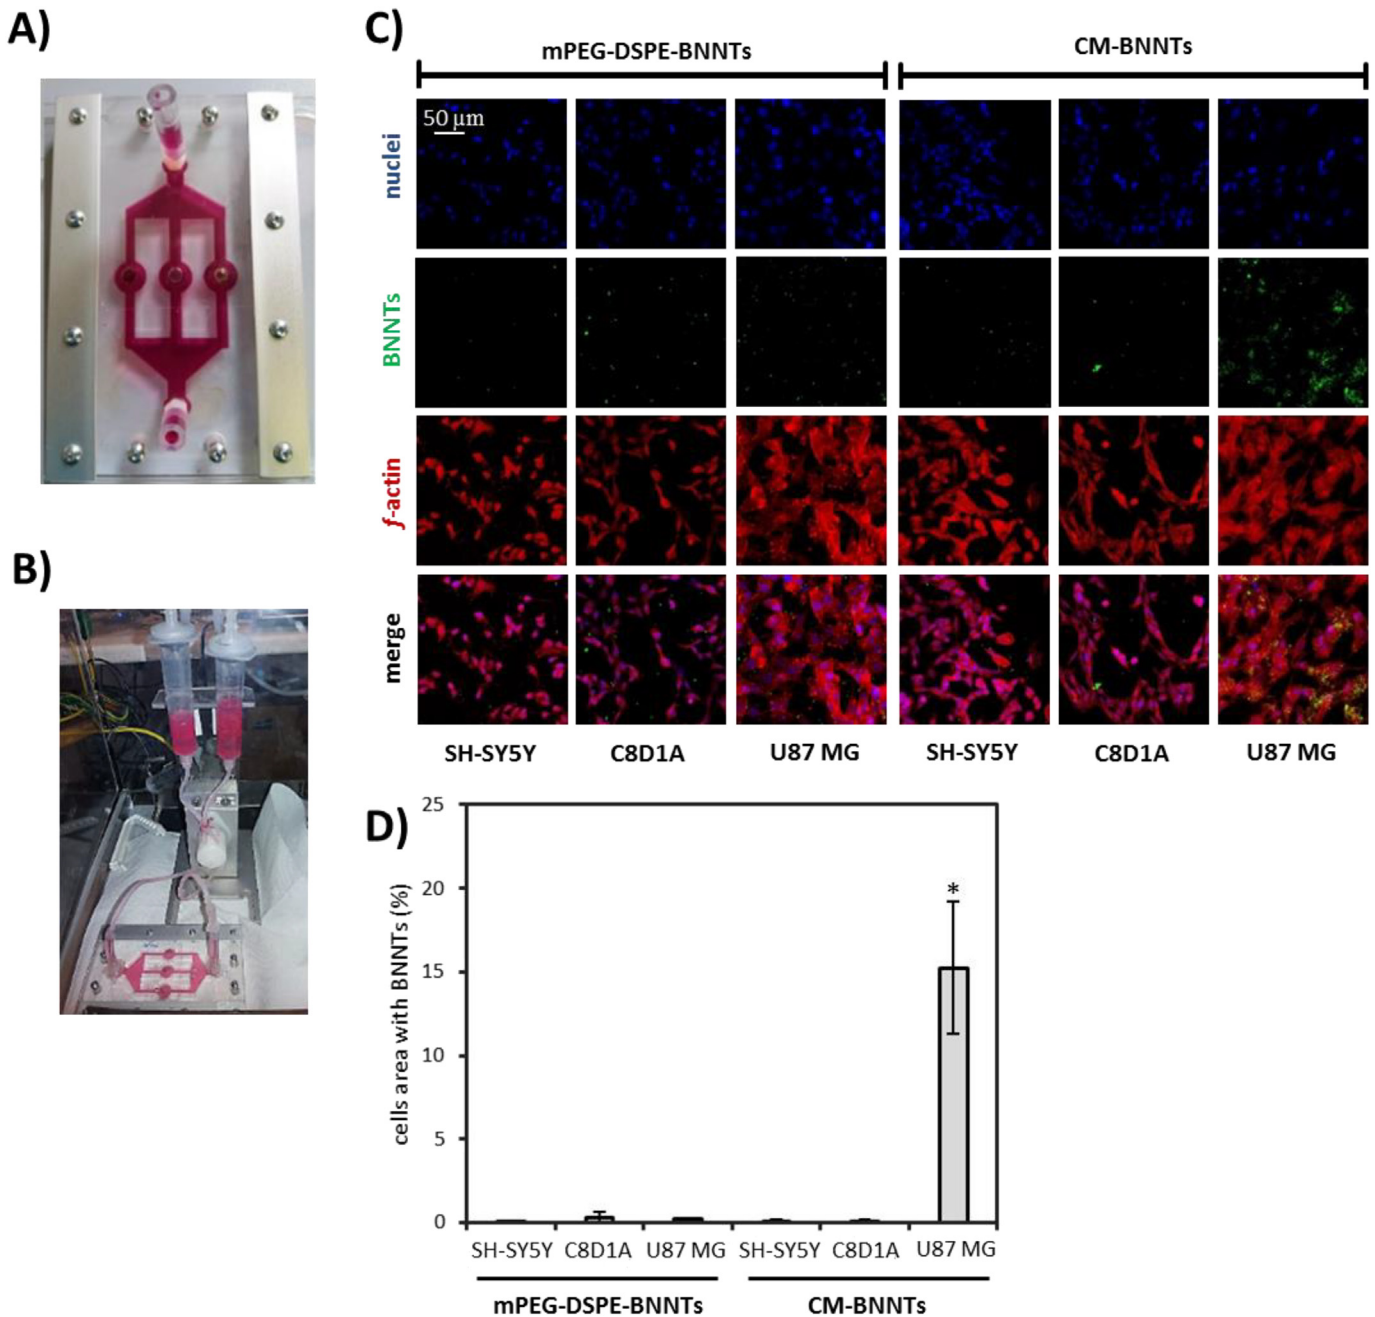 A)
B)
C)
mPEG-DSPE-BNNTs
CM-BNNTs
50 μm
nuclei
BNNTs
f-actin
merge
SH-SY5Y
C8D1A
U87 MG
SH-SY5Y
C8D1A
U87 MG
D)
cells area with BNNTs (%)
25
20
15
10
5
0
*
SH-SY5Y
C8D1A
U87 MG
SH-SY5Y
C8D1A
U87 MG
mPEG-DSPE-BNNTs
CM-BNNTs